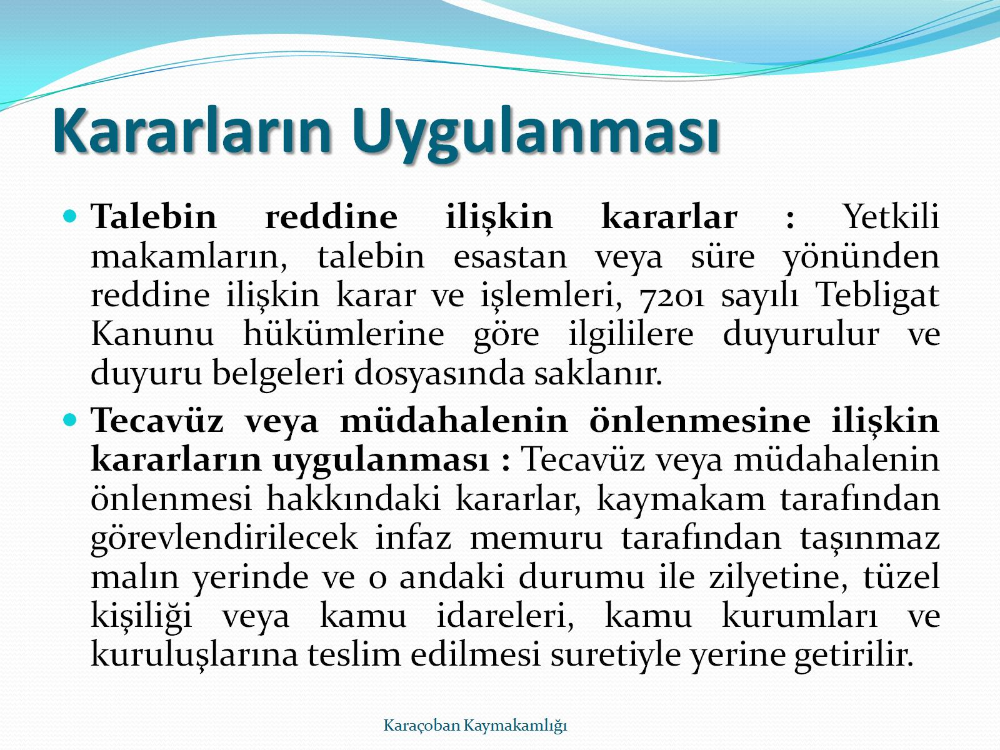 Kararların Uygulanması
• Talebin reddine ilişkin kararlar : Yetkili
makamların, talebin esastan veya süre yönünden
reddine ilişkin karar ve işlemleri, 7201 sayılı Tebligat
Kanunu hükümlerine göre ilgililere duyurulur ve
duyuru belgeleri dosyasında saklanır.
• Tecavüz veya müdahalenin önlenmesine ilişkin
kararların uygulanması : Tecavüz veya müdahalenin
önlenmesi hakkındaki kararlar, kaymakam tarafından
görevlendirilecek infaz memuru tarafından taşınmaz
malın yerinde ve o andaki durumu ile zilyetine, tüzel
kişiliği veya kamu idareleri, kamu kurumları ve
kuruluşlarına teslim edilmesi suretiyle yerine getirilir.
Karaçoban Kaymakamlığı